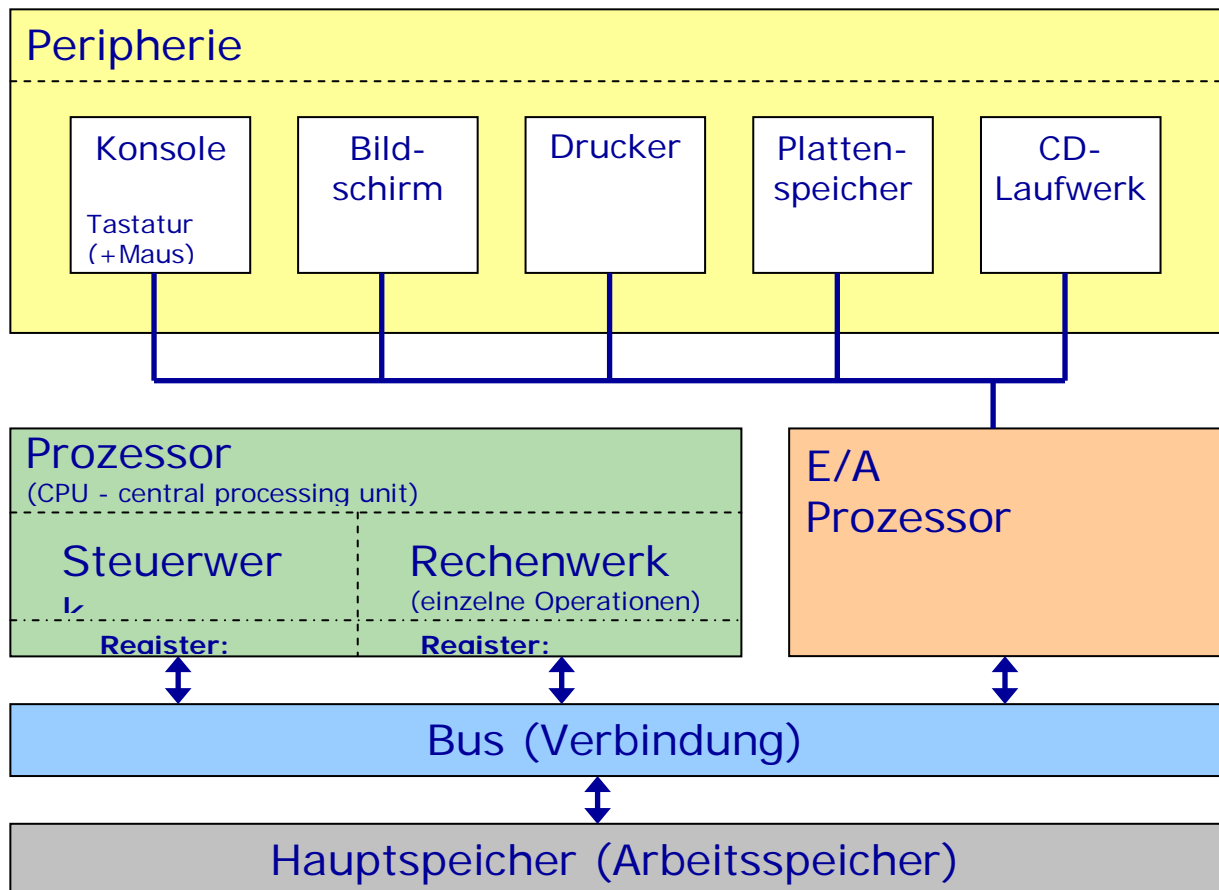 Peripherie
Konsole
Tastatur
(+Maus)
Bild-
schirm
Drucker
Platten-
speicher
CD-
Laufwerk
Prozessor
(CPU - central processing unit)
Steuerwer
k
Rechenwerk
(einzelne Operationen)
Register:
Register:
E/A
Prozessor
Bus (Verbindung)
Hauptspeicher (Arbeitsspeicher)